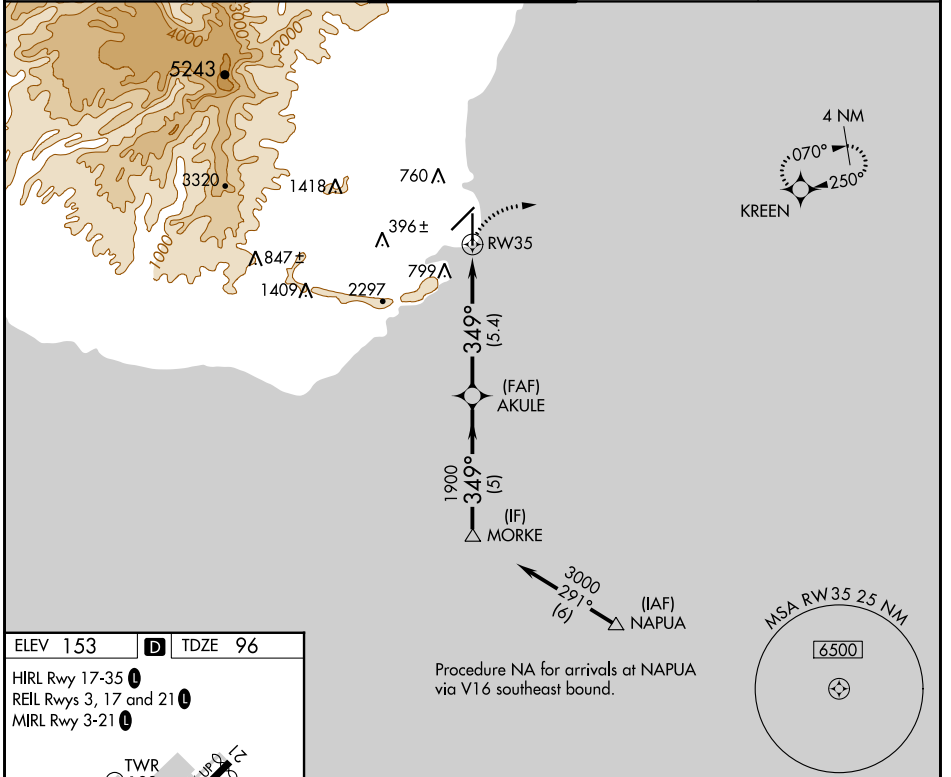 4000
3000
2000
5243
4 NM
070°
250°
KREEN
3320
1418
760
396±
RW35
1000
847±
799
1409
2297
349°
(5.4)
(FAF)
AKULE
1900
349°
(5)
(IF)
MORKE
3000
291°
(6)
(IAF)
NAPUA
MSA RW35 25 NM
6500
Procedure NA for arrivals at NAPUA
via V16 southeast bound.
ELEV 153 D TDZE 96
HIRL Rwy 17-35 L
REIL Rwys 3, 17 and 21 L
MIRL Rwy 3-21 L
TWR
UP
21